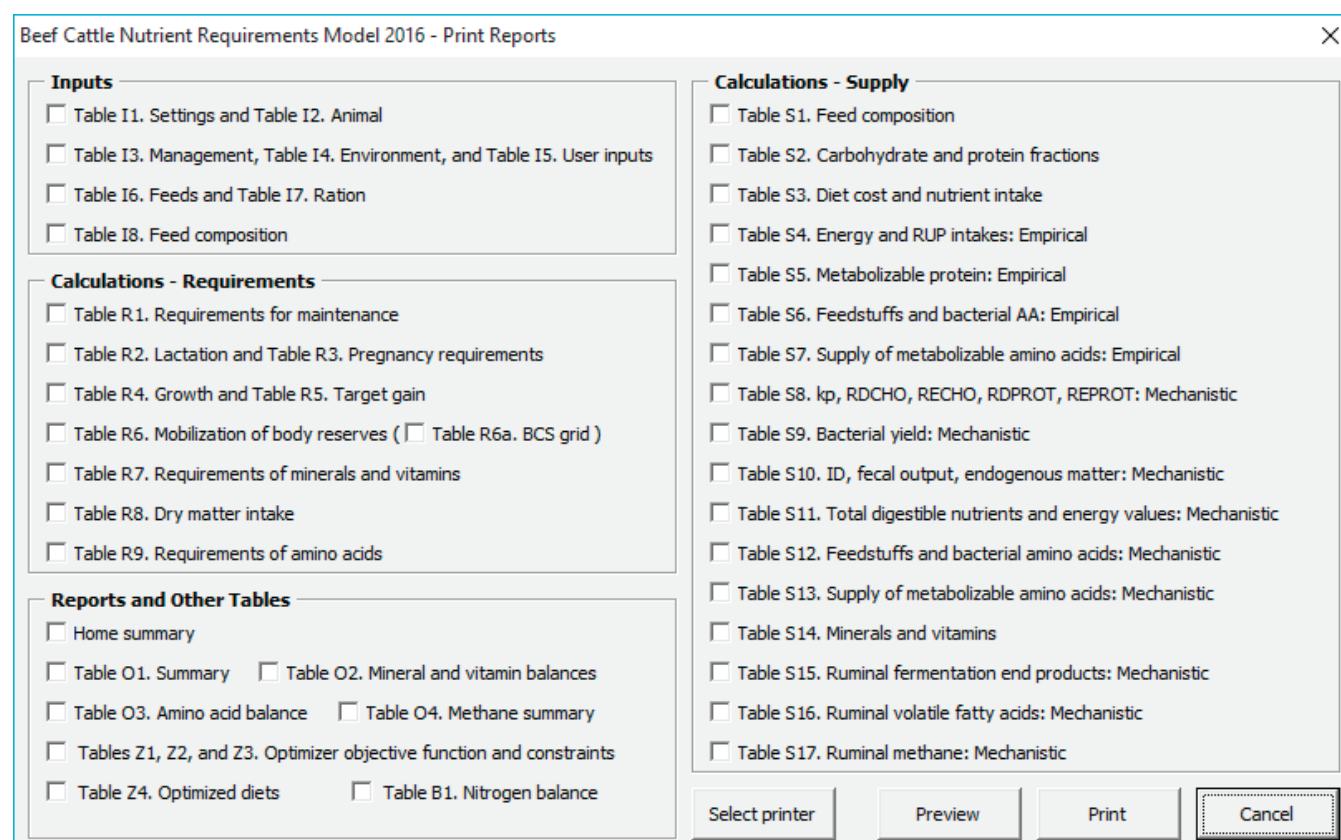 Beef Cattle Nutrient Requirements Model 2016 - Print Reports
Inputs
Table I1. Settings and Table I2. Animal
Table I3. Management, Table I4. Environment, and Table I5. User inputs
Table I6. Feeds and Table I7. Ration
Table I8. Feed composition
Calculations - Requirements
Table R1. Requirements for maintenance
Table R2. Lactation and Table R3. Pregnancy requirements
Table R4. Growth and Table R5. Target gain
Table R6. Mobilization of body reserves ( Table R6a. BCS grid )
Table R7. Requirements of minerals and vitamins
Table R8. Dry matter intake
Table R9. Requirements of amino acids
Reports and Other Tables
Home summary
Table O1. Summary Table O2. Mineral and vitamin balances
Table O3. Amino acid balance Table O4. Methane summary
Tables Z1, Z2, and Z3. Optimizer objective function and constraints
Table Z4. Optimized diets Table B1. Nitrogen balance
Calculations - Supply
Table S1. Feed composition
Table S2. Carbohydrate and protein fractions
Table S3. Diet cost and nutrient intake
Table S4. Energy and RUP intakes: Empirical
Table S5. Metabolizable protein: Empirical
Table S6. Feedstuffs and bacterial AA: Empirical
Table S7. Supply of metabolizable amino acids: Empirical
Table S8. kp, RDCHO, RECHO, RDPROT, REPROT: Mechanistic
Table S9. Bacterial yield: Mechanistic
Table S10. ID, fecal output, endogenous matter: Mechanistic
Table S11. Total digestible nutrients and energy values: Mechanistic
Table S12. Feedstuffs and bacterial amino acids: Mechanistic
Table S13. Supply of metabolizable amino acids: Mechanistic
Table S14. Minerals and vitamins
Table S15. Ruminal fermentation end products: Mechanistic
Table S16. Ruminal volatile fatty acids: Mechanistic
Table S17. Ruminal methane: Mechanistic
Select printer Preview Print Cancel